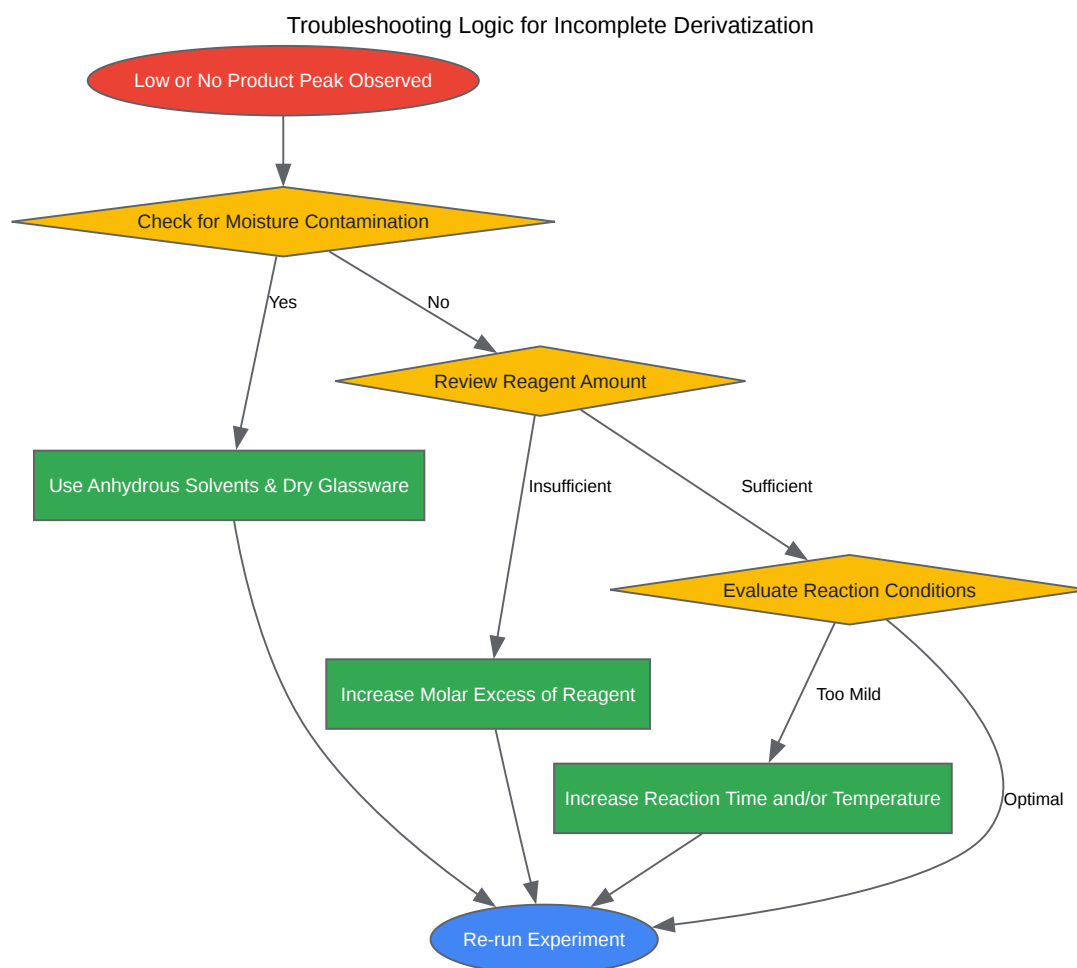 Troubleshooting Logic for Incomplete Derivatization
Low or No Product Peak Observed
Check for Moisture Contamination
Yes
No
Review Reagent Amount
Use Anhydrous Solvents & Dry Glassware
Insufficient
Sufficient
Evaluate Reaction Conditions
Increase Molar Excess of Reagent
Too Mild
Increase Reaction Time and/or Temperature
Optimal
Re-run Experiment